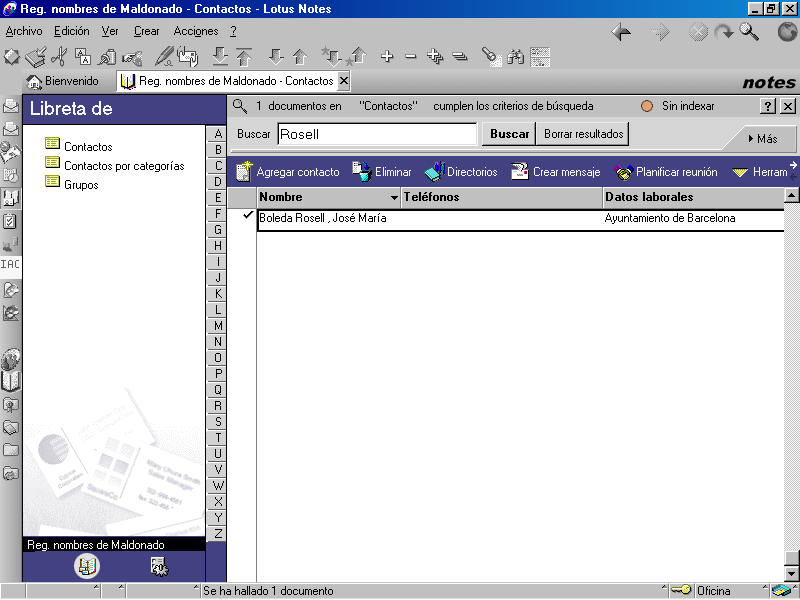 Reg. nombres de Maldonado - Contactos - Lotus Notes
Archivo Edición Ver Crear Acciones ?
Bienvenido
Reg. nombres de Maldonado - Contactos
notes
Libreta de
Contactos
Contactos por categorías
Grupos
A
B
C
D
E
F
G
H
I
J
K
L
M
N
O
P
Q
R
S
T
U
V
W
X
Y
Z
IAC
1 documentos en "Contactos" cumplen los criterios de búsqueda
Sin indexar
?
Buscar Rosell Buscar Borrar resultados
Más
Agregar contacto Eliminar Directorios Crear mensaje Planificar reunión Herram
Nombre Teléfonos Datos laborales
Boleda Rosell , José María Ayuntamiento de Barcelona
Reg. nombres de Maldonado
Se ha hallado 1 documento
Oficina